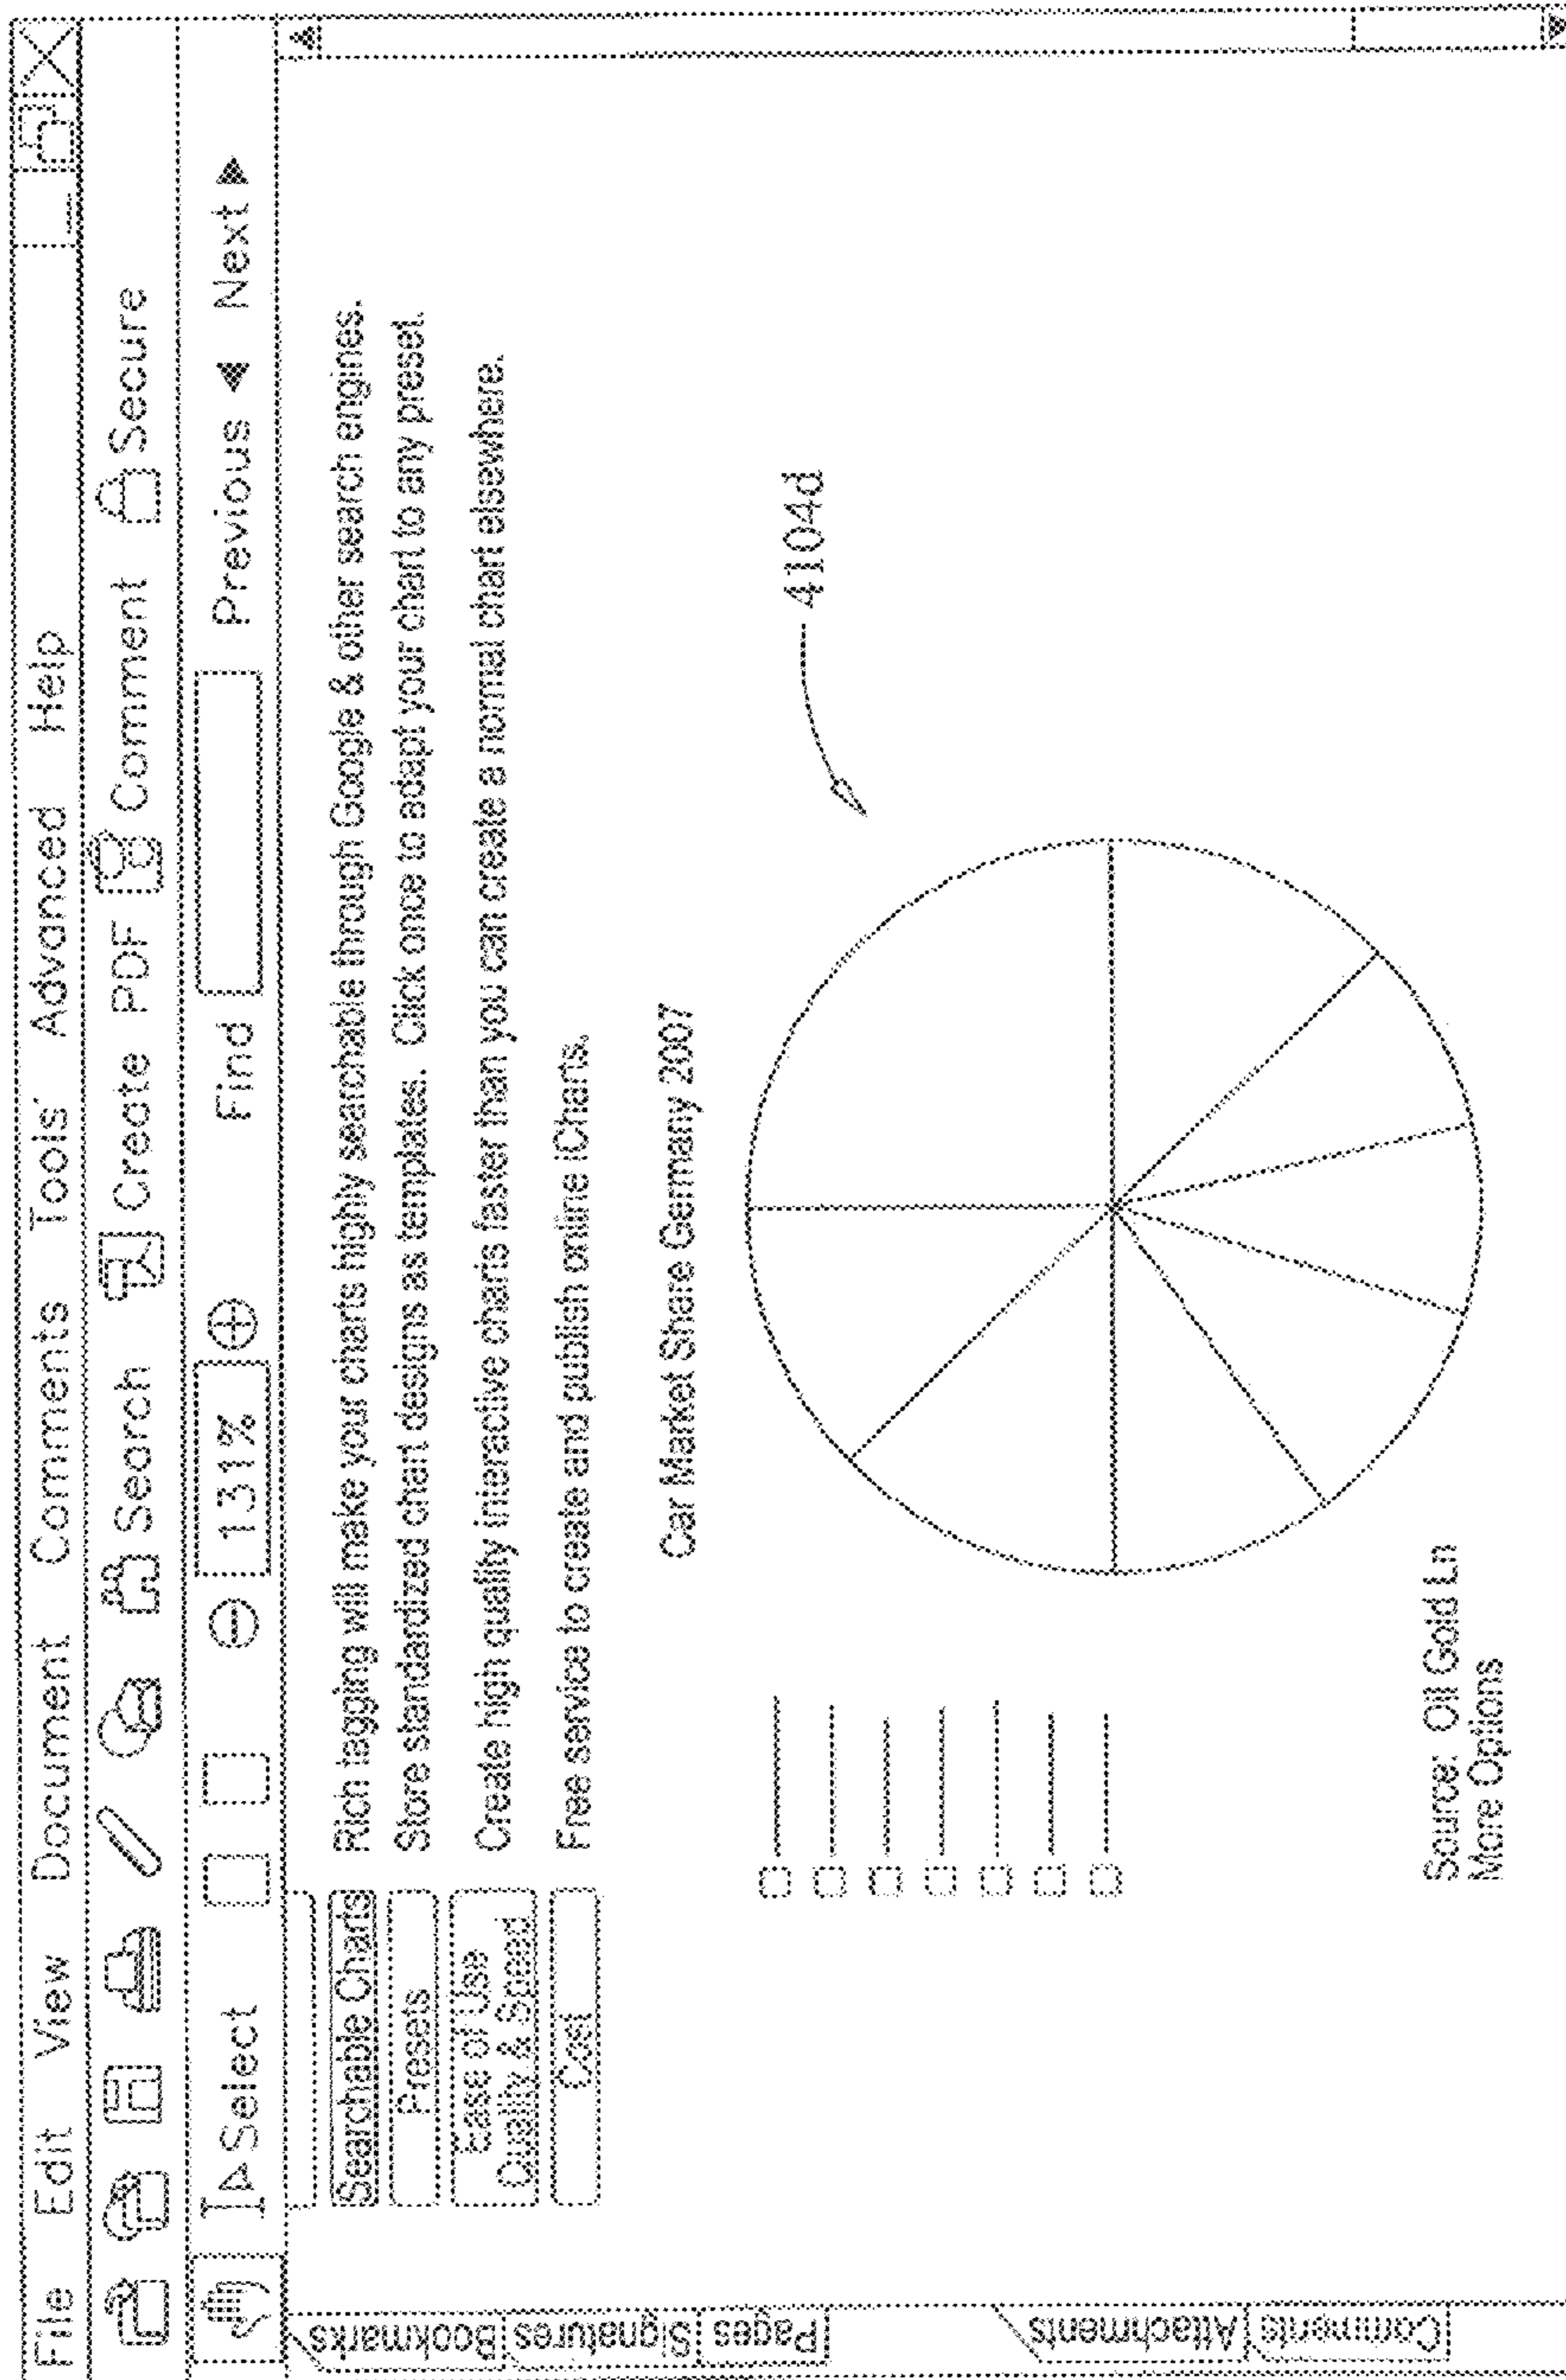 File Edit View Document Comments Tools' Advanced Help
Search Create PDF Comment Secure
Select 131% Find Previous Next
Searchable Charts Rich tagging will make your charts highly searchable through Google & other search engines.
Presets Store standardized chart designs as templates. Click once to adapt your chart to any preset.
Ease of Use
Quality & Speed Create high quality interactive charts faster than you can create a normal chart elsewhere.
Cost Free service to create and publish online iCharts.
Car Market Share Germany 2007
4104d
Source: Oil Gold Ln
More Options
Bookmarks
Signatures
Pages
Attachments
Comments